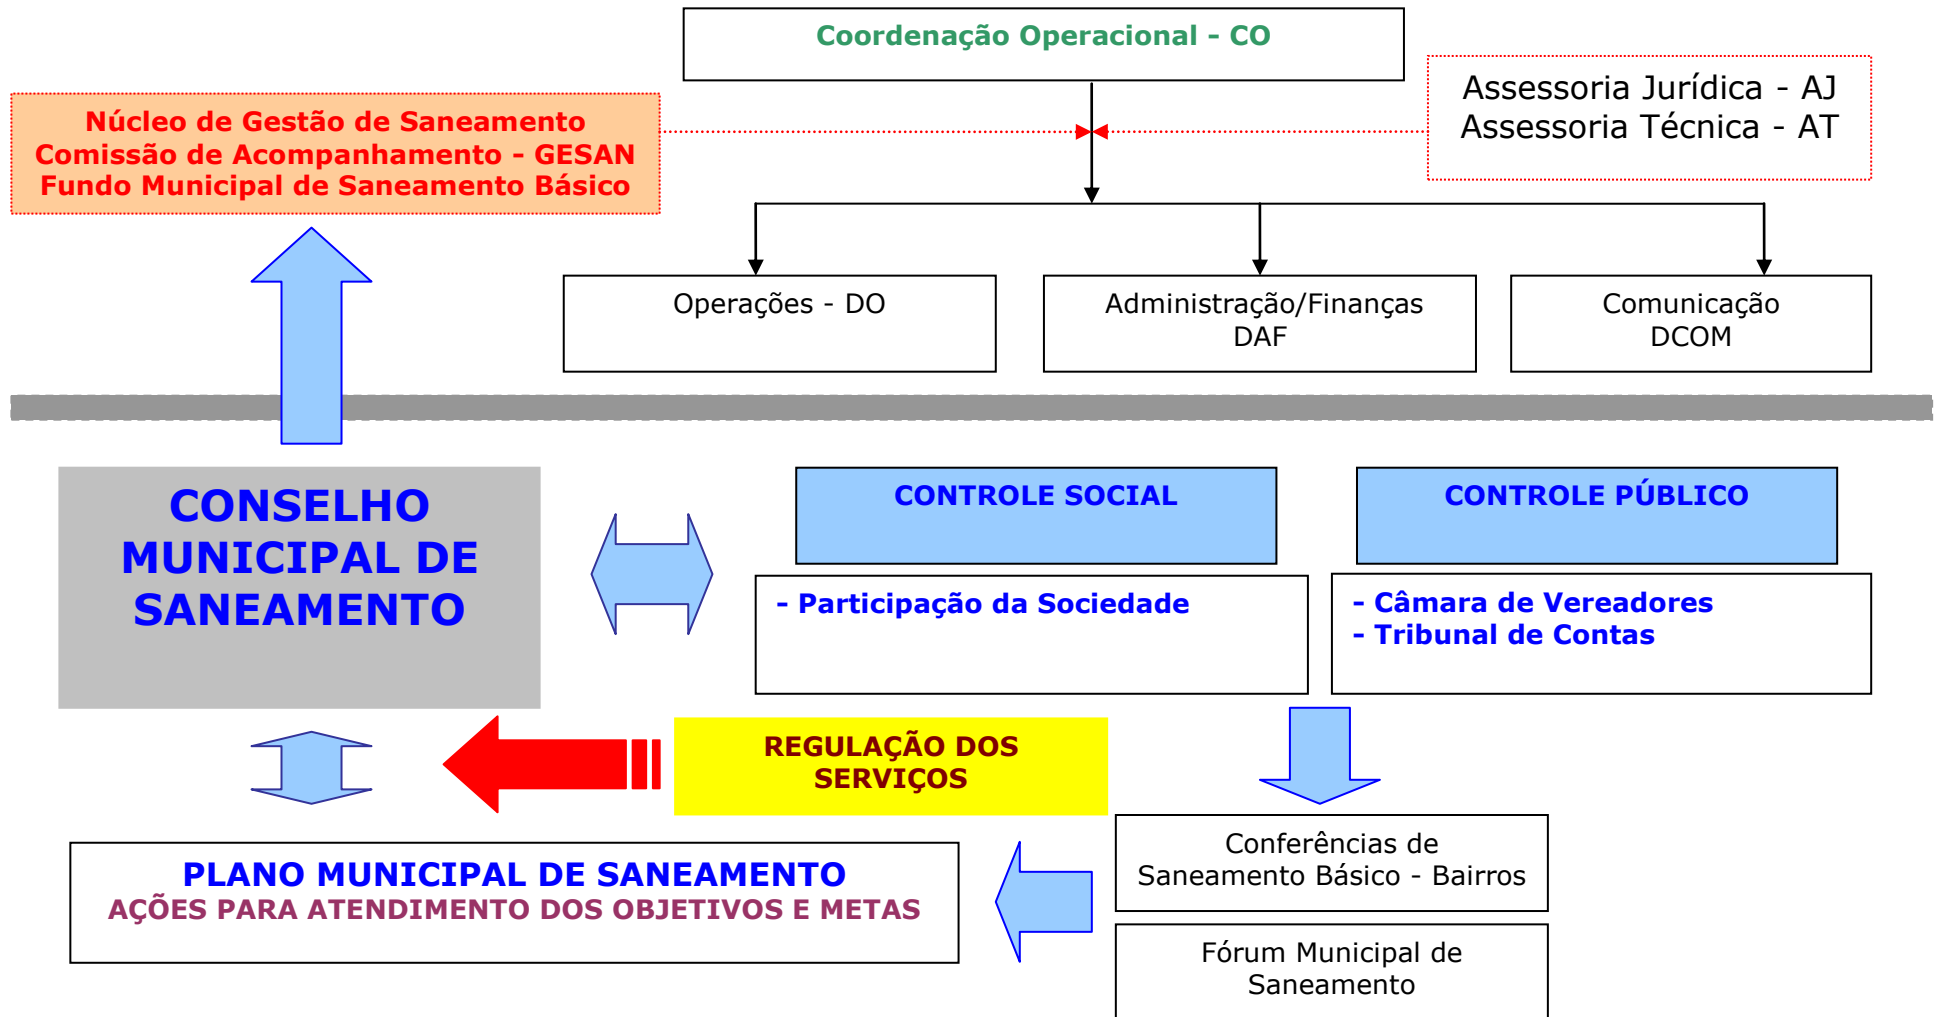 Coordenação Operacional - CO
Assessoria Jurídica - AJ
Assessoria Técnica - AT
Núcleo de Gestão de Saneamento
Comissão de Acompanhamento - GESAN
Fundo Municipal de Saneamento Básico
Operações - DO
Administração/Finanças
DAF
Comunicação
DCOM
CONSELHO
MUNICIPAL DE
SANEAMENTO
CONTROLE SOCIAL
- Participação da Sociedade
CONTROLE PÚBLICO
- Câmara de Vereadores
- Tribunal de Contas
REGULAÇÃO DOS
SERVIÇOS
PLANO MUNICIPAL DE SANEAMENTO
AÇÕES PARA ATENDIMENTO DOS OBJETIVOS E METAS
Conferências de
Saneamento Básico - Bairros
Fórum Municipal de
Saneamento